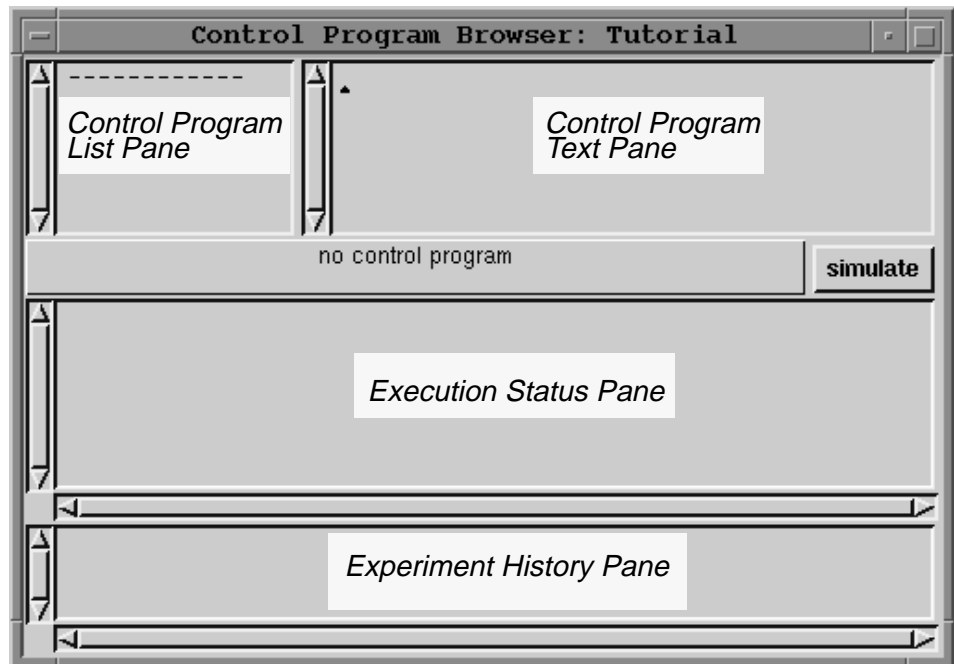 Control Program Browser: Tutorial
------------
Control Program
List Pane
Control Program
Text Pane
no control program
simulate
Execution Status Pane
Experiment History Pane